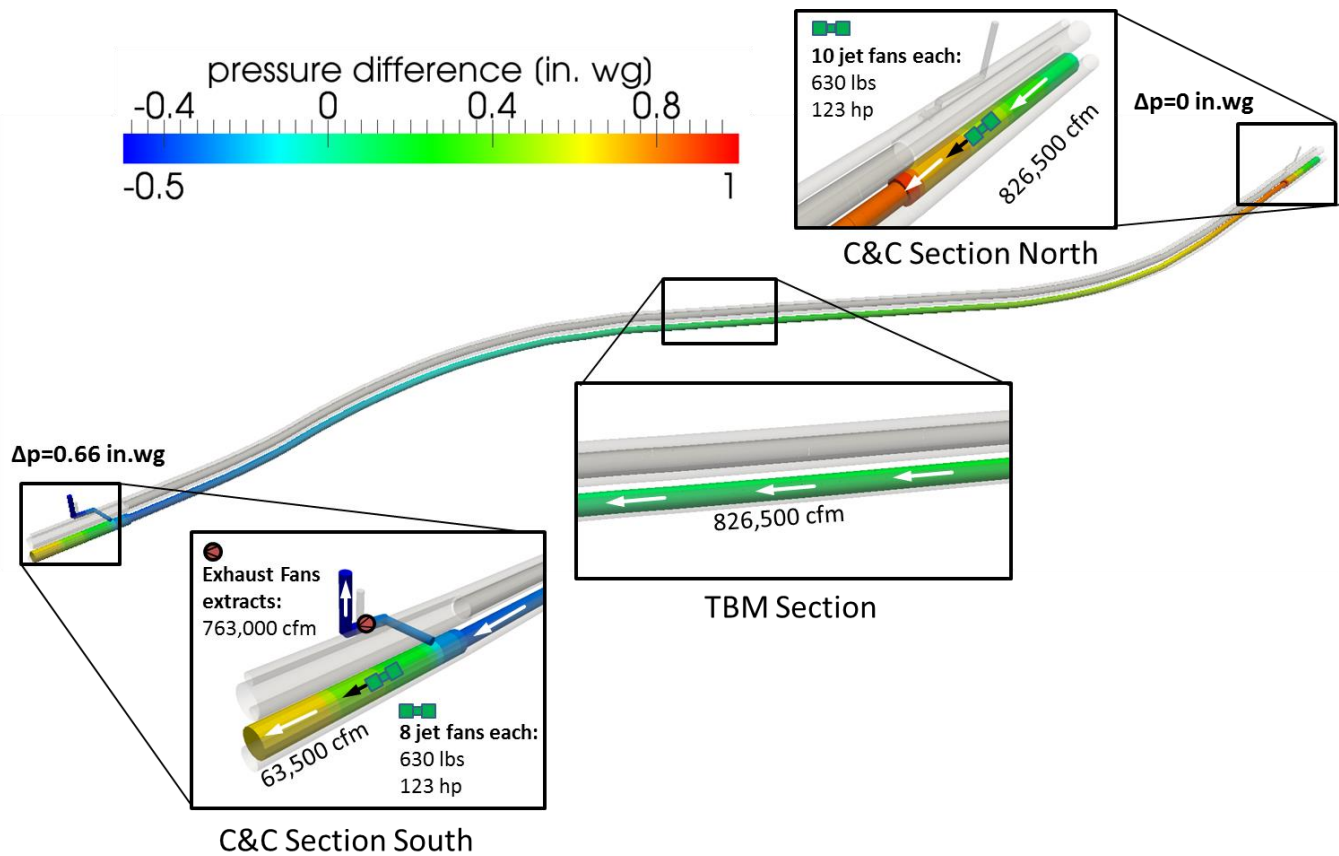 pressure difference (in. wg)
-0.4 0 0.4 0.8
-0.5 1
10 jet fans each:
630 lbs
123 hp
826,500 cfm
C&C Section North
Δp=0 in.wg
Δp=0.66 in.wg
826,500 cfm
TBM Section
Exhaust Fans
extracts:
763,000 cfm
8 jet fans each:
630 lbs
123 hp
63,500 cfm
C&C Section South